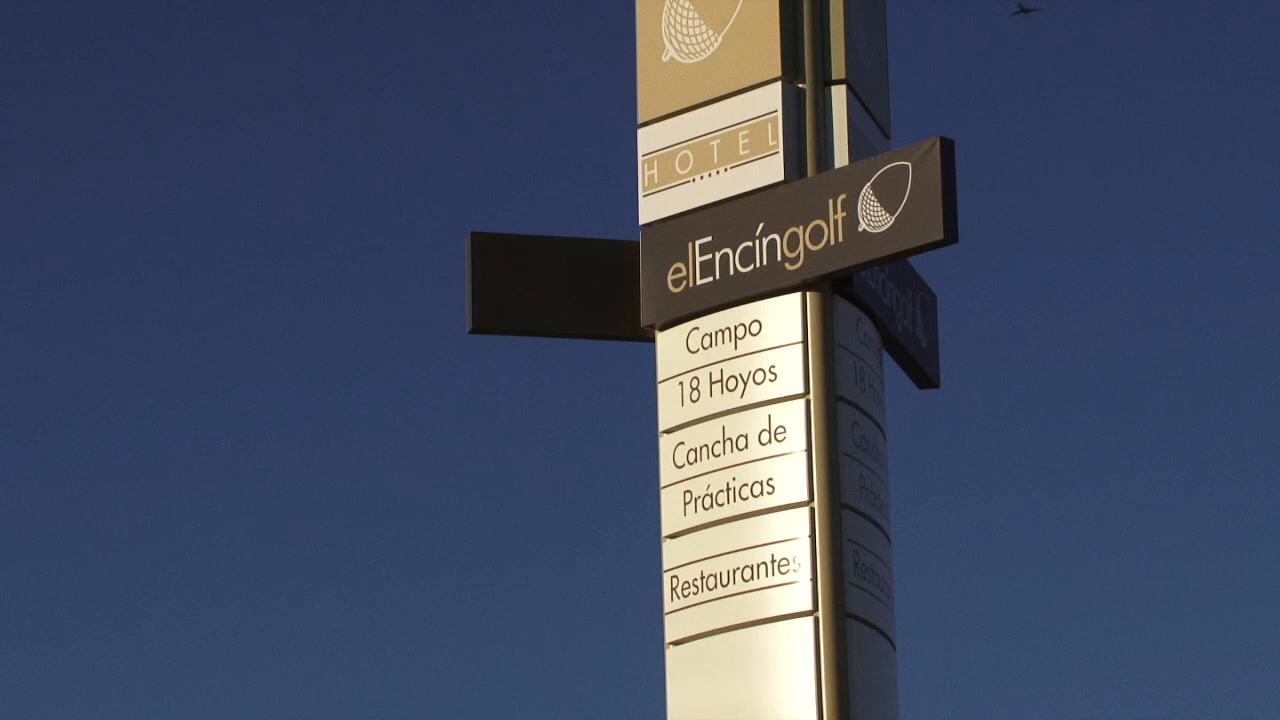 HOTEL
elEncíngolf
Campo
18 Hoyos
Cancha de
Prácticas
Restaurantes